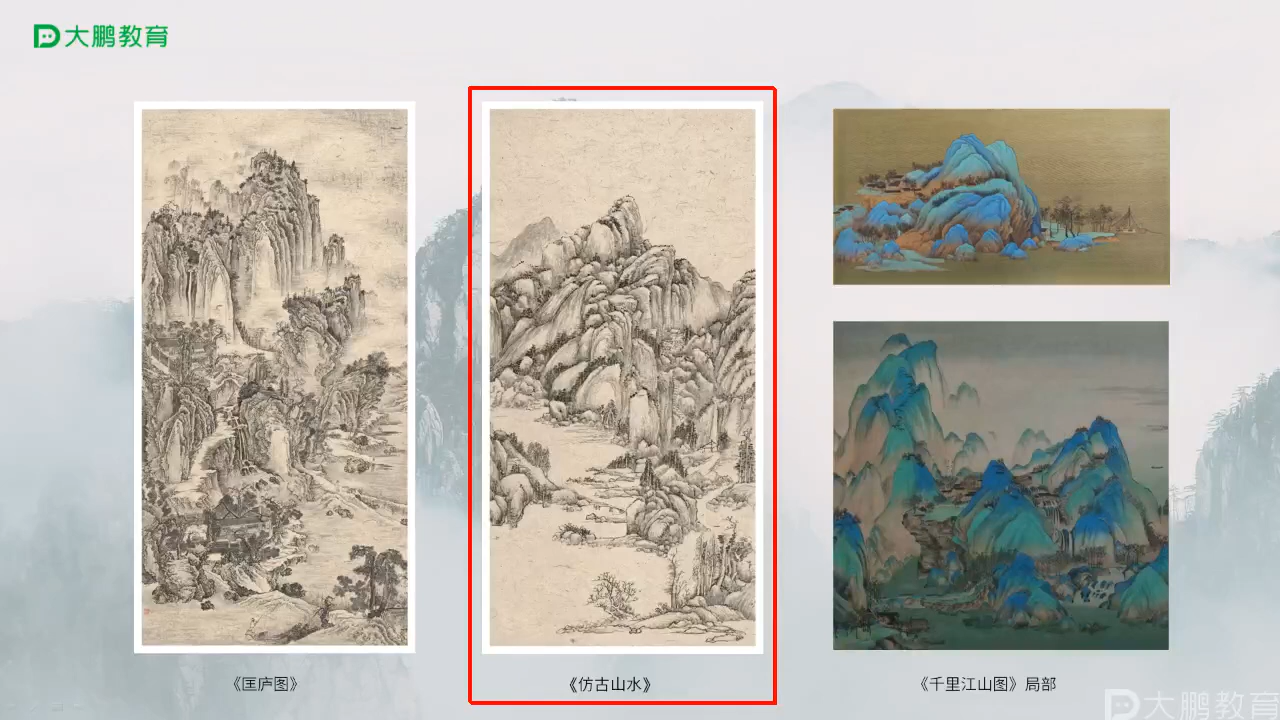 大鹏教育
《匡庐图》
《仿古山水》
《千里江山图》局部
大鹏教育